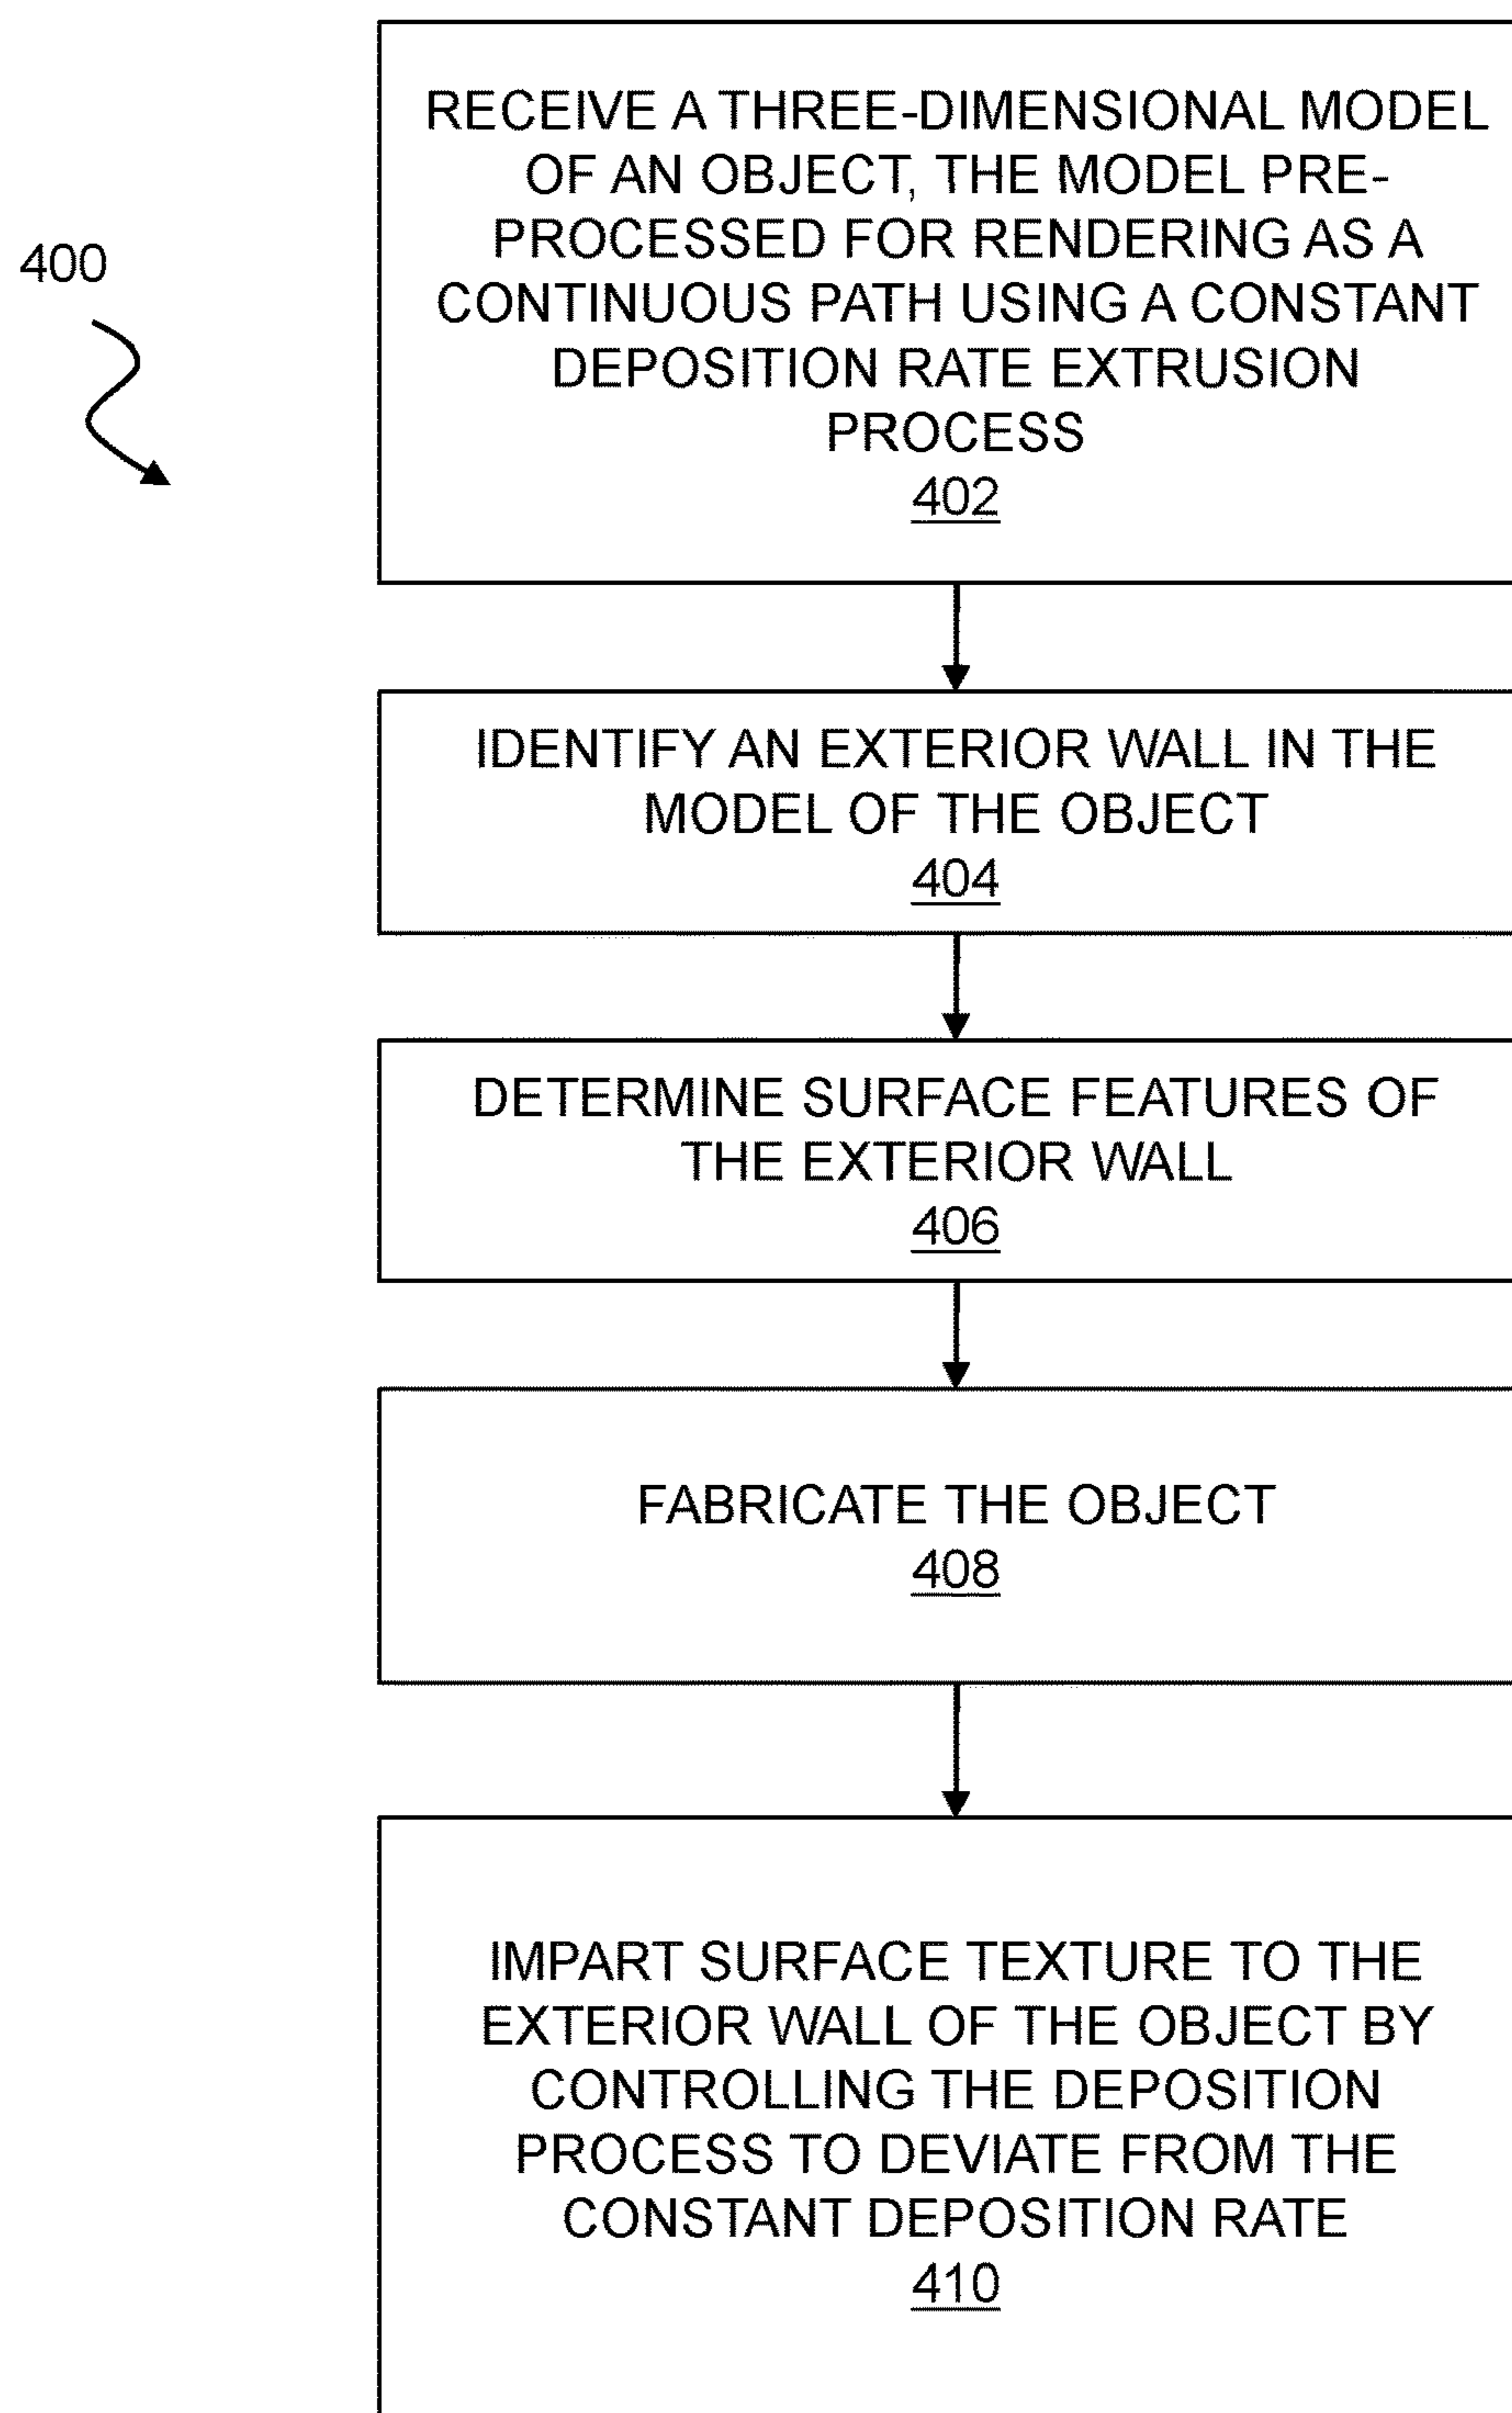 400
RECEIVE A THREE-DIMENSIONAL MODEL
OF AN OBJECT, THE MODEL PRE-
PROCESSED FOR RENDERING AS A
CONTINUOUS PATH USING A CONSTANT
DEPOSITION RATE EXTRUSION
PROCESS
402
IDENTIFY AN EXTERIOR WALL IN THE
MODEL OF THE OBJECT
404
DETERMINE SURFACE FEATURES OF
THE EXTERIOR WALL
406
FABRICATE THE OBJECT
408
IMPART SURFACE TEXTURE TO THE
EXTERIOR WALL OF THE OBJECT BY
CONTROLLING THE DEPOSITION
PROCESS TO DEVIATE FROM THE
CONSTANT DEPOSITION RATE
410